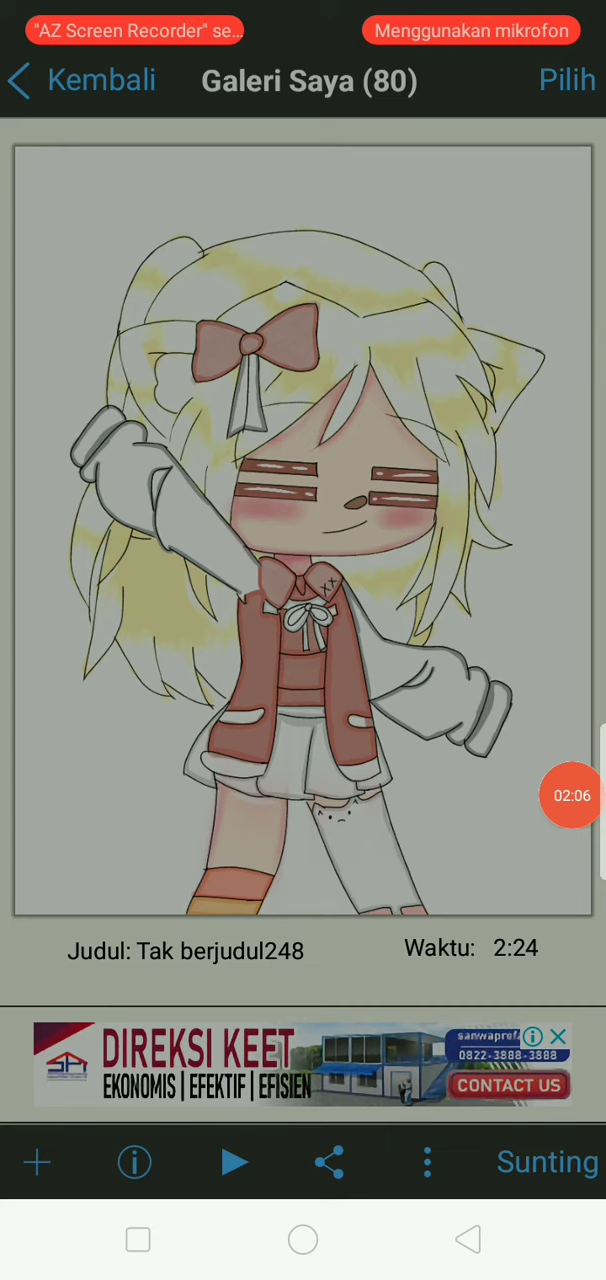 "AZ Screen Recorder" se...
Menggunakan mikrofon
Kembali
Galeri Saya (80)
Pilih
02:06
Judul: Tak berjudul248
Waktu: 2:24
DIREKSI KEET
EKONOMIS | EFEKTIF | EFISIEN
0822-3888-3888
CONTACT US
Sunting